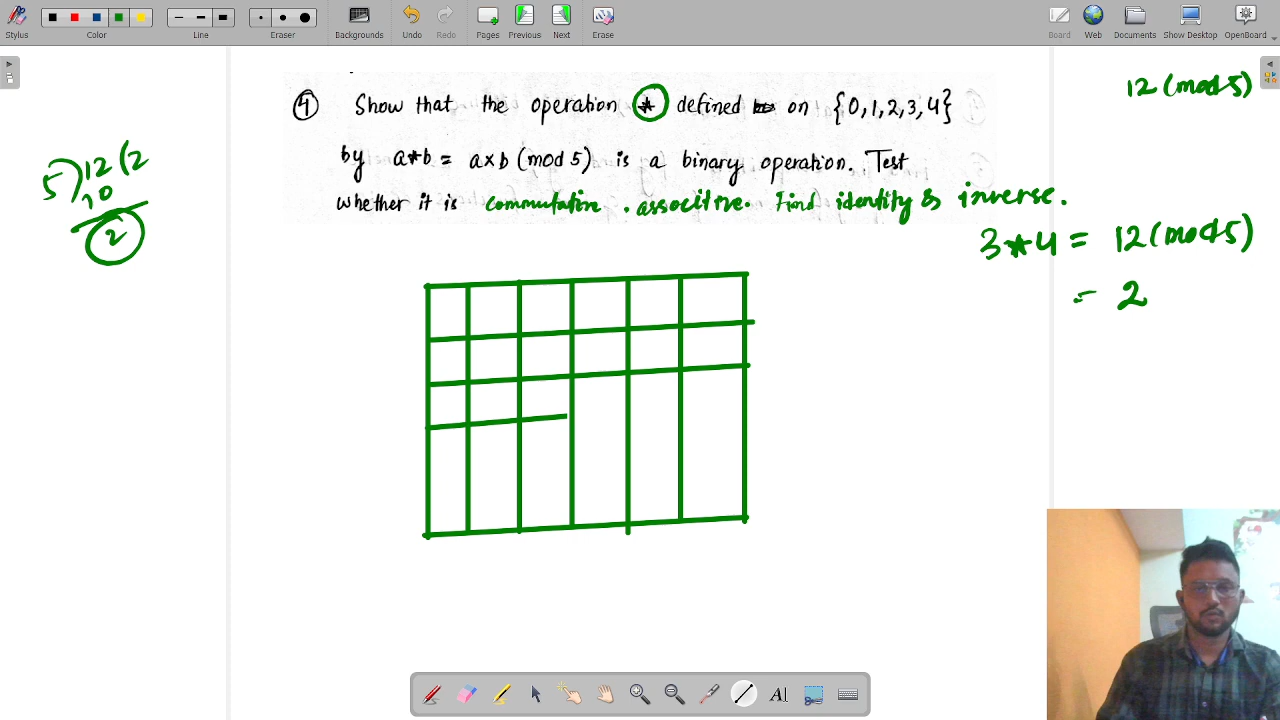 Stylus
Color
Line
Eraser
Backgrounds
Undo
Redo
Pages
Previous
Next
Erase
Board
Web
Documents
Show Desktop
OpenBoard
④ Show that the operation * defined on {0,1,2,3,4}
by a*b = a×b (mod 5) is a binary operation. Test
whether it is commutative . associtive. Find identity & inverse.
12 (mod 5)
5)12(2
10
2
3*4 = 12 (mod 5)
= 2
AI